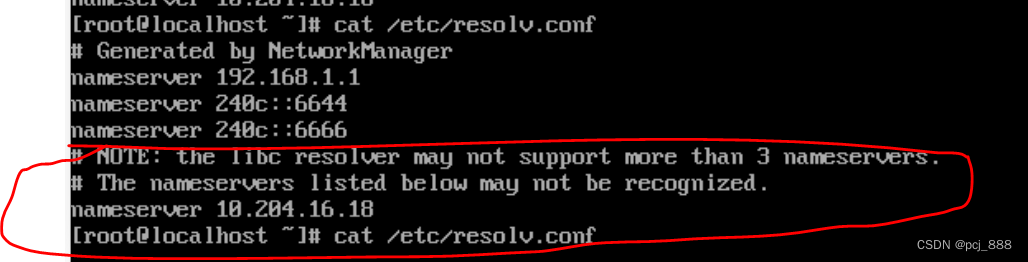 nameserver 10.204.16.18
[root@localhost ~]# cat /etc/resolv.conf
# Generated by NetworkManager
nameserver 192.168.1.1
nameserver 240c::6644
nameserver 240c::6666
# NOTE: the libc resolver may not support more than 3 nameservers.
# The nameservers listed below may not be recognized.
nameserver 10.204.16.18
[root@localhost ~]# cat /etc/resolv.conf
CSDN @pcj_888